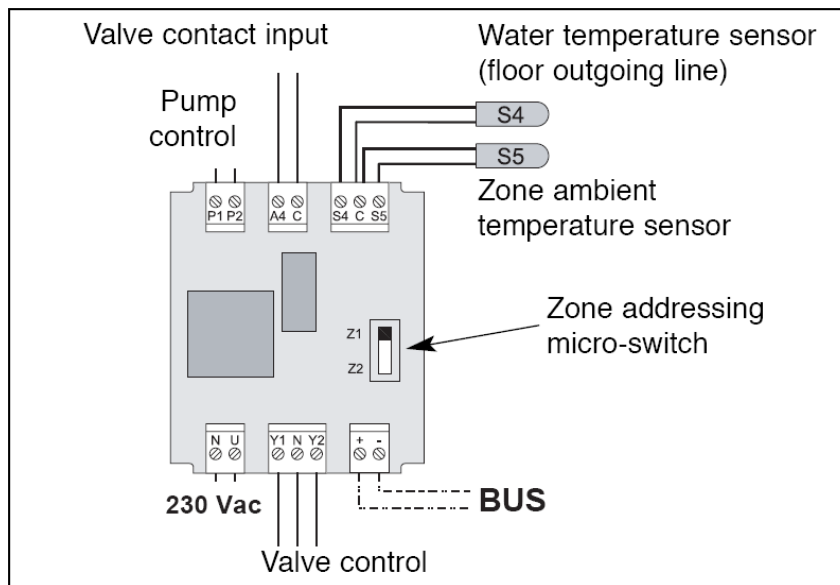 Valve contact input
Water temperature sensor
(floor outgoing line)
Pump
control
S4
S5
Zone ambient
temperature sensor
P1 P2
A4 C
S4 C S5
Zone addressing
micro-switch
Z1
Z2
N U
Y1 N Y2
+ -
230 Vac
BUS
Valve control